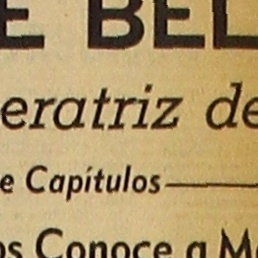 E BEL
eratriz de
e Capítulos
os Conoce a M